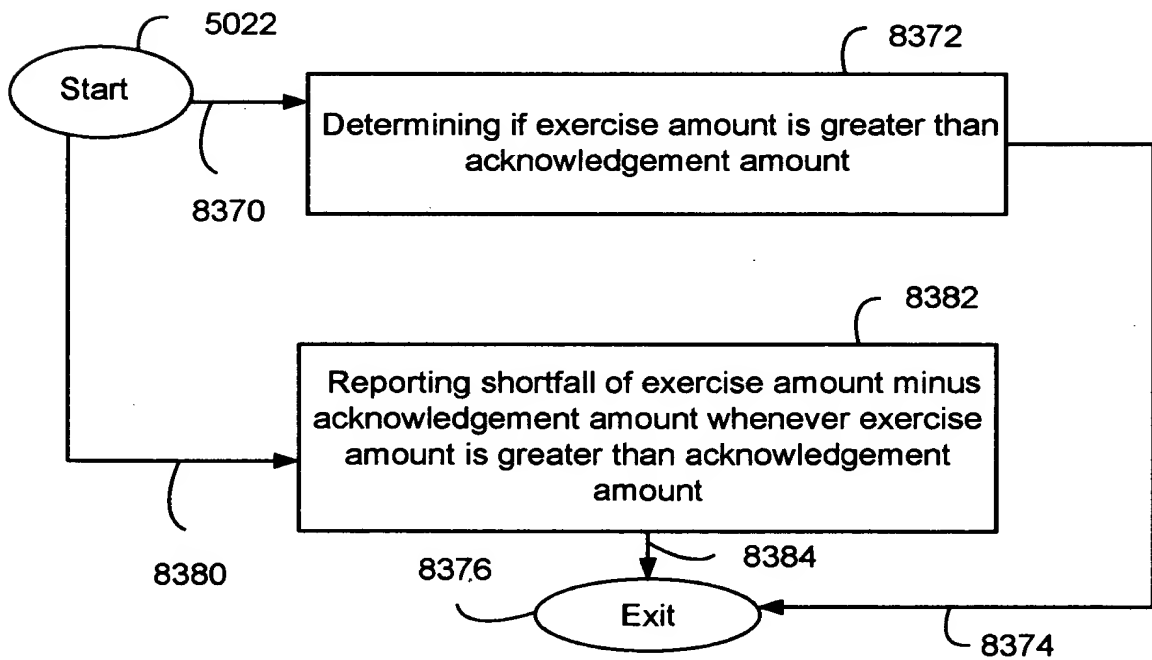 5022
Start
8372
Determining if exercise amount is greater than
acknowledgement amount
8370
8382
Reporting shortfall of exercise amount minus
acknowledgement amount whenever exercise
amount is greater than acknowledgement
amount
8380
8384
8376
Exit
8374